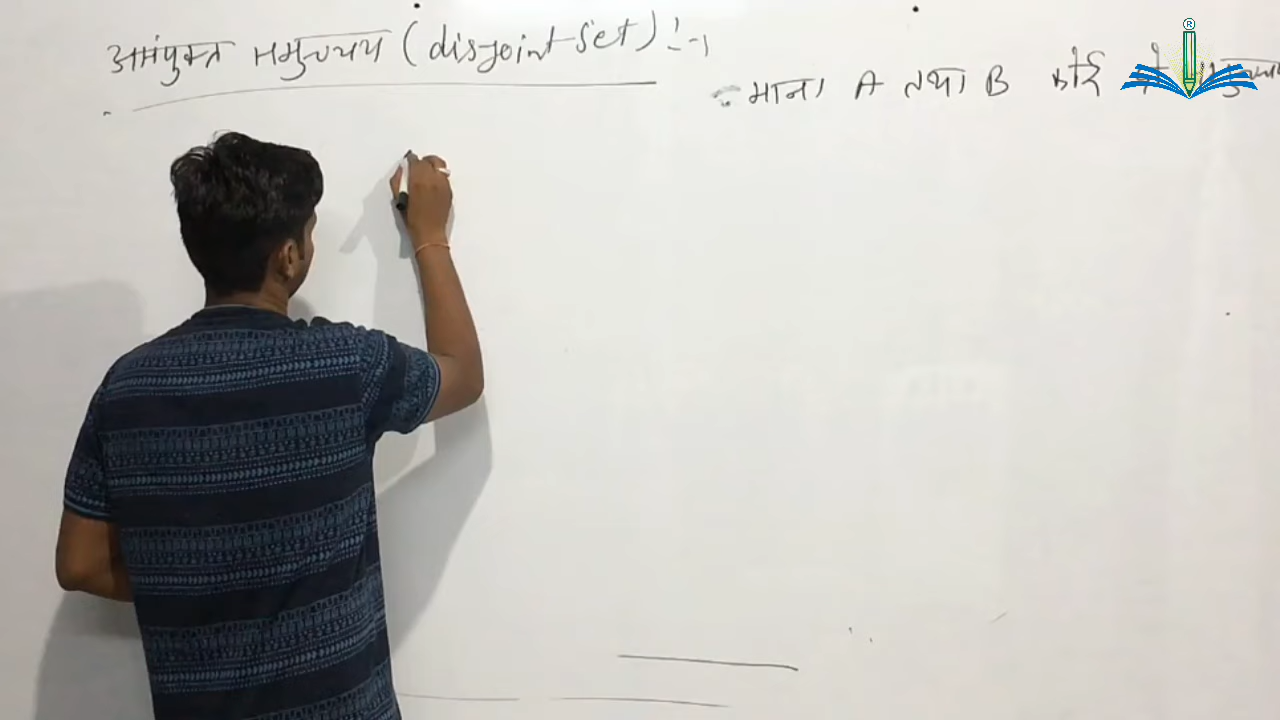 असंयुक्त समुच्चय (disjoint set) :-
माना A तथा B कोई
®